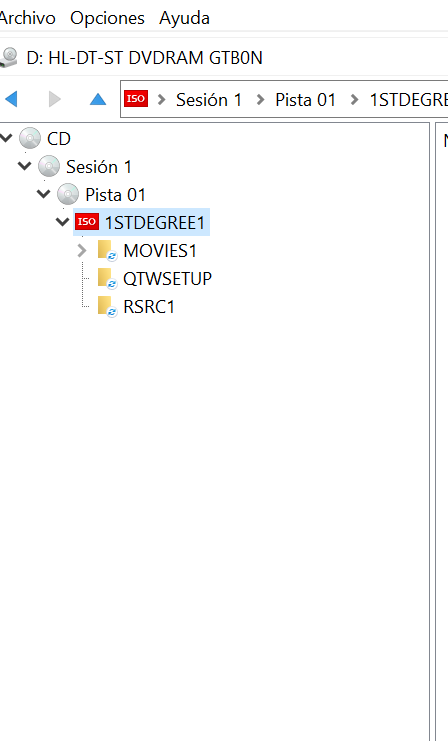 Archivo Opciones Ayuda
D: HL-DT-ST DVDRAM GTB0N
ISO Sesión 1 Pista 01 1STDEGRE
CD
Sesión 1
Pista 01
ISO 1STDEGREE1
MOVIES1
QTWSETUP
RSRC1